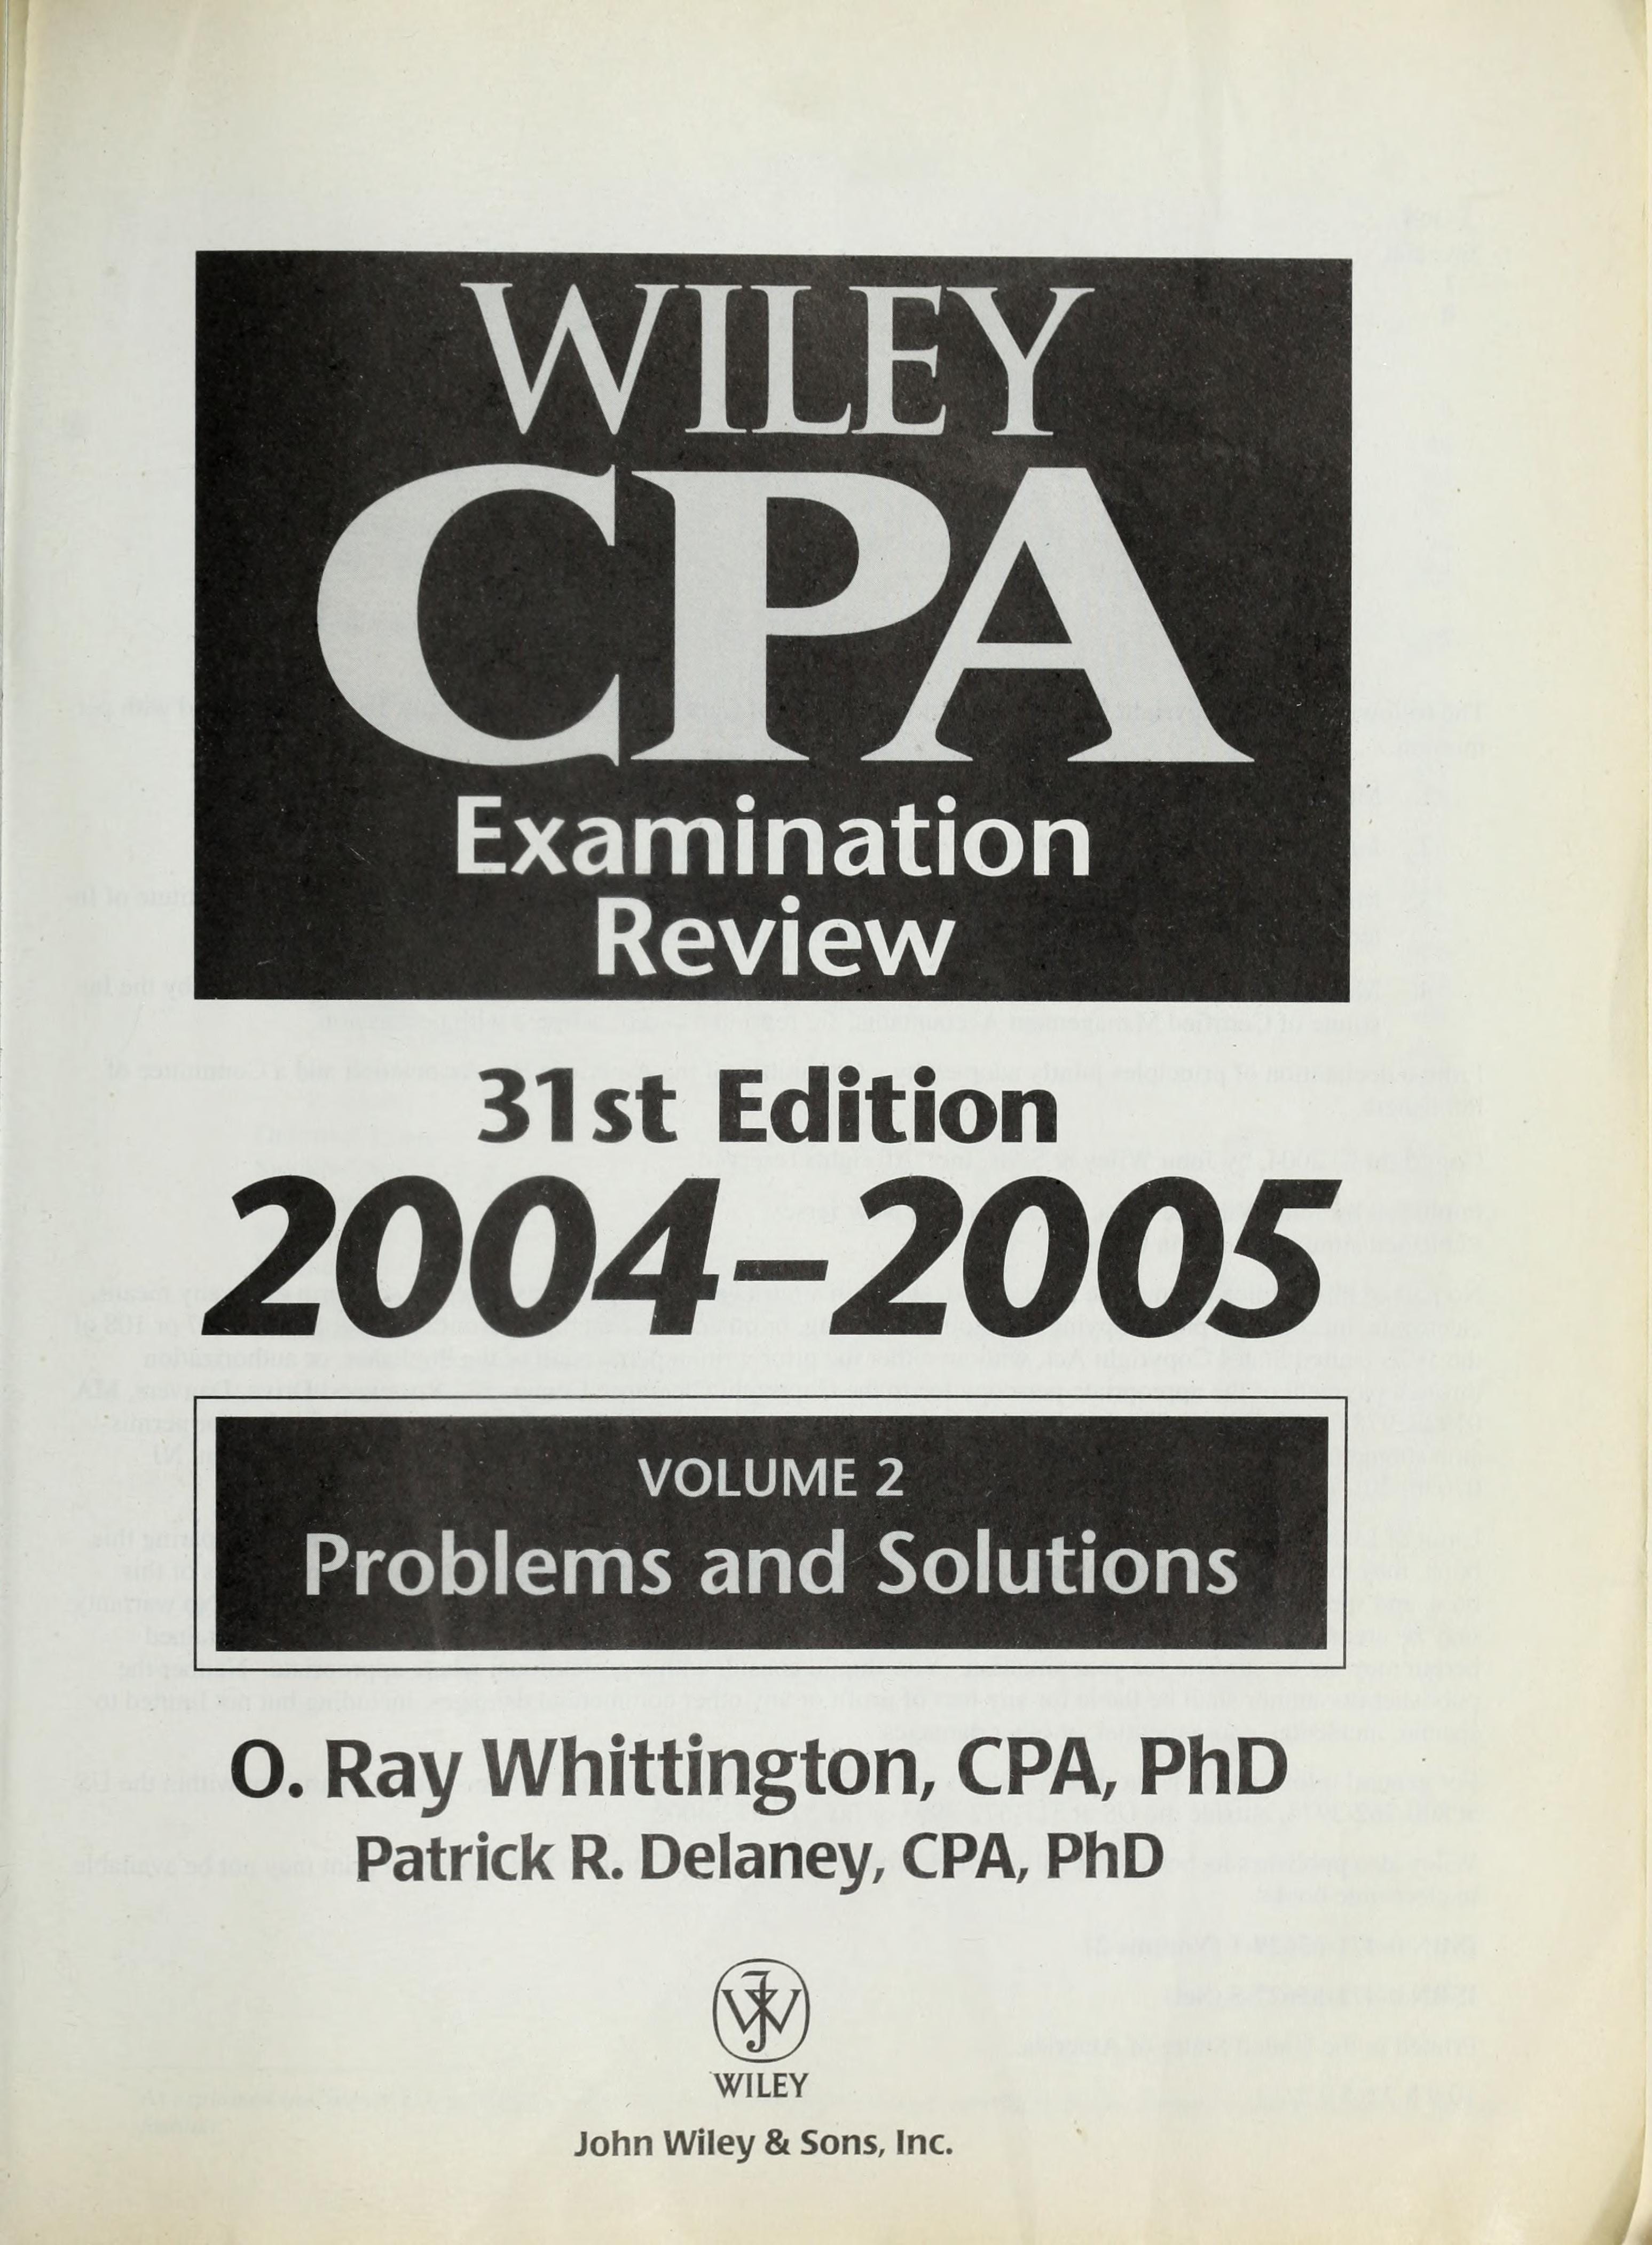 WILEY
CPA
Examination
Review
31st Edition
2004–2005
VOLUME 2
Problems and Solutions
O. Ray Whittington, CPA, PhD
Patrick R. Delaney, CPA, PhD
WILEY
John Wiley & Sons, Inc.